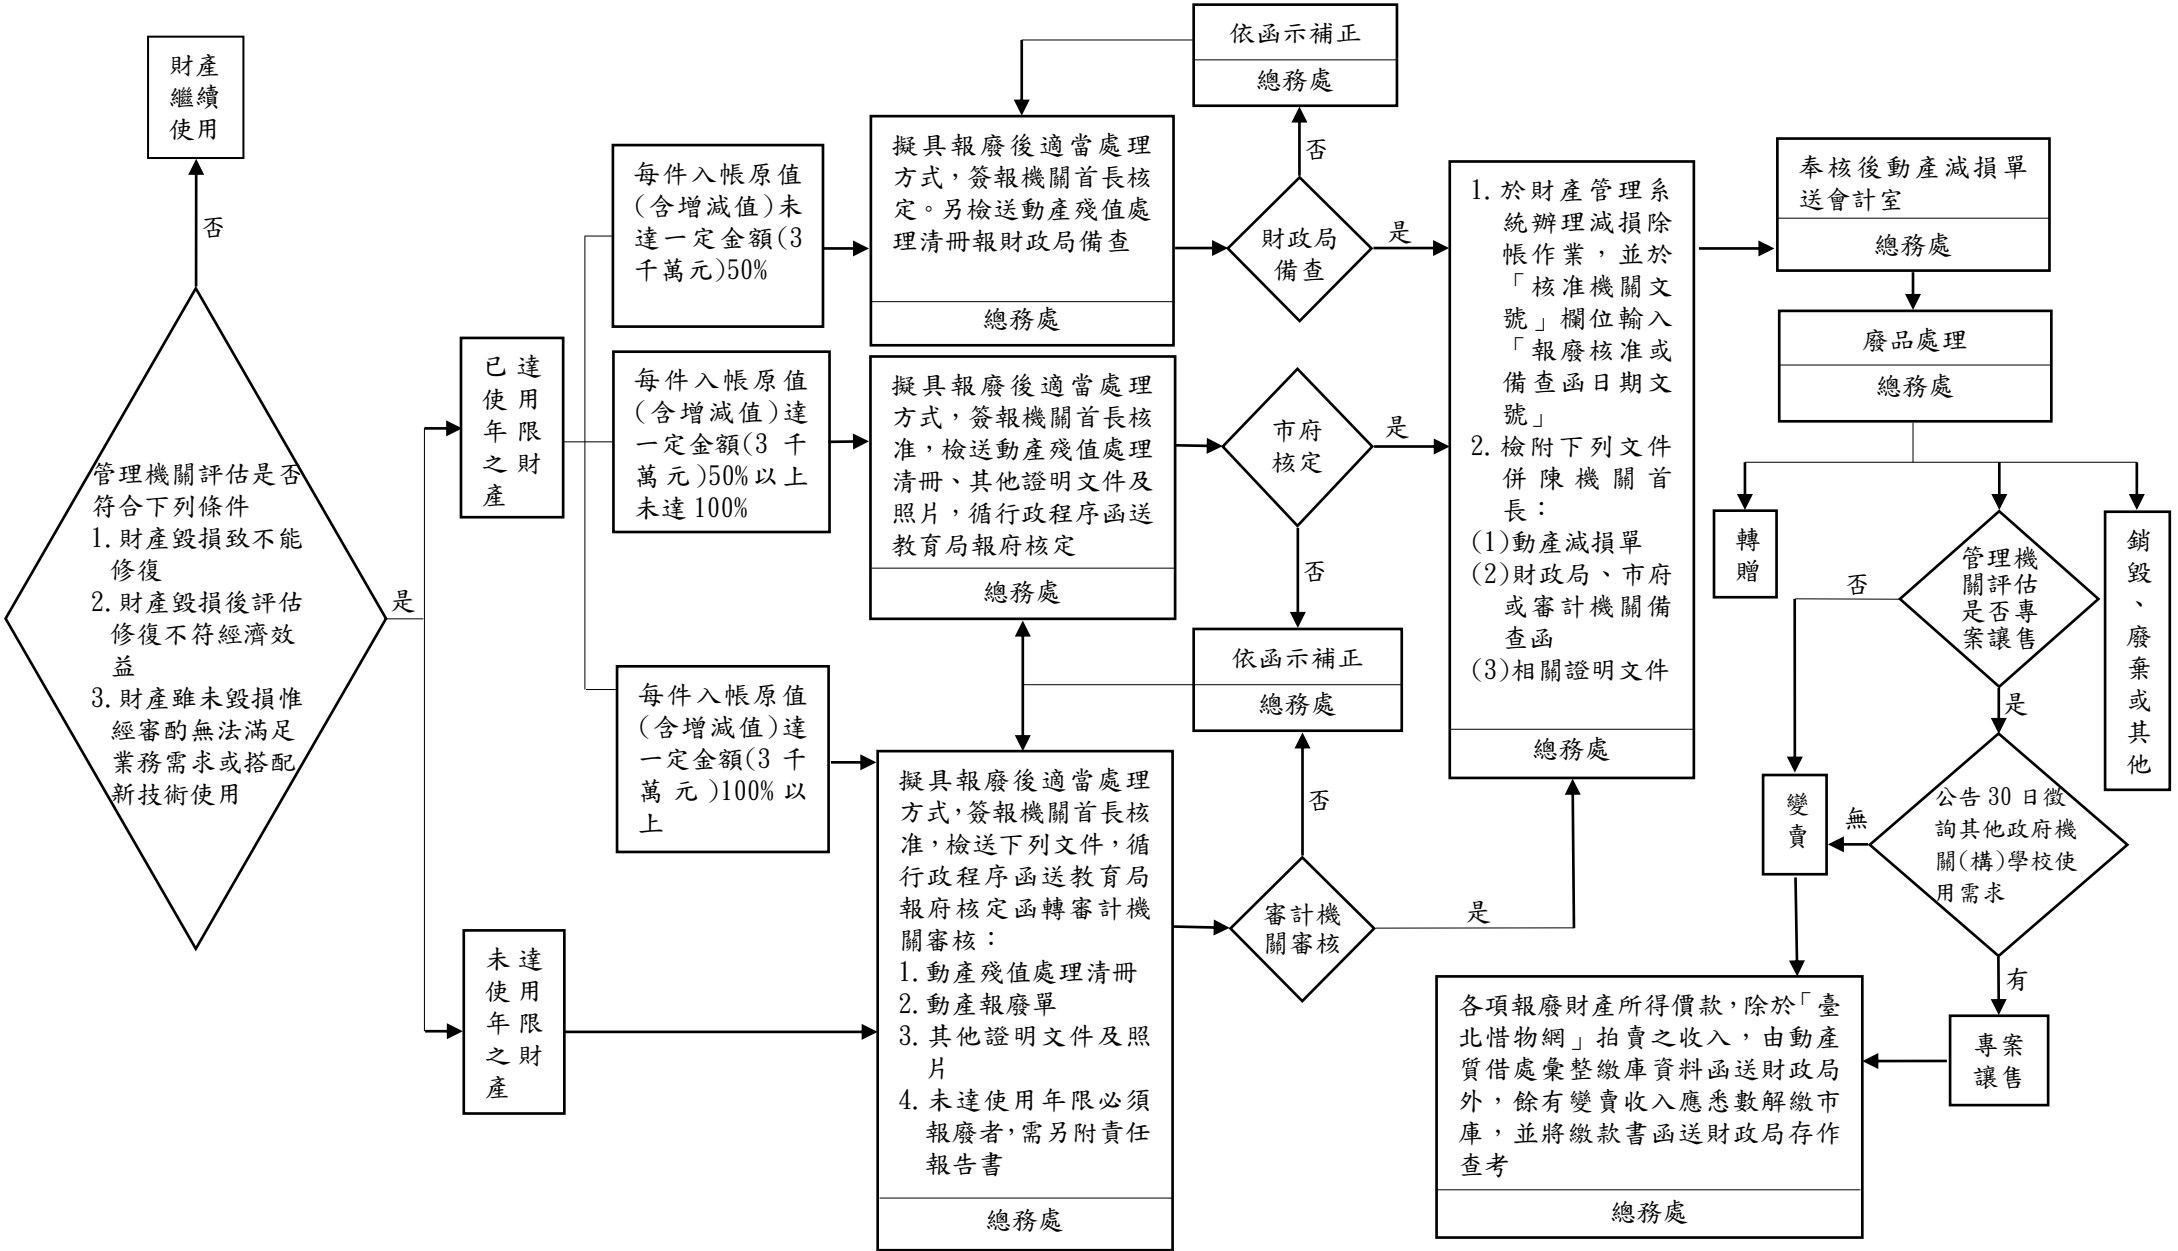 財產
繼續
使用
否
管理機關評估是否
符合下列條件
1.財產毀損致不能
修復
2.財產毀損後評估
修復不符經濟效
益
3.財產雖未毀損惟
經審酌無法滿足
業務需求或搭配
新技術使用
是
已達
使用
年限
之財
產
未達
使用
年限
之財
產
每件入帳原值
(含增減值)未
達一定金額(3
千萬元)50%
每件入帳原值
(含增減值)達
一定金額(3 千
萬元)50%以上
未達 100%
每件入帳原值
(含增減值)達
一定金額(3 千
萬元)100%以
上
擬具報廢後適當處理
方式,簽報機關首長核
定。另檢送動產殘值處
理清冊報財政局備查
總務處
擬具報廢後適當處理
方式,簽報機關首長核
准,檢送動產殘值處理
清冊、其他證明文件及
照片,循行政程序函送
教育局報府核定
總務處
擬具報廢後適當處理
方式,簽報機關首長核
准,檢送下列文件,循
行政程序函送教育局
報府核定函轉審計機
關審核:
1.動產殘值處理清冊
2.動產報廢單
3.其他證明文件及照
片
4.未達使用年限必須
報廢者,需另附責任
報告書
總務處
依函示補正
總務處
否
財政局
備查
是
市府
核定
是
否
依函示補正
總務處
否
審計機
關審核
是
1.於財產管理系
統辦理減損除
帳作業,並於
「核准機關文
號」欄位輸入
「報廢核准或
備查函日期文
號」
2.檢附下列文件
併陳機關首
長:
(1)動產減損單
(2)財政局、市府
或審計機關備
查函
(3)相關證明文件
總務處
奉核後動產減損單
送會計室
總務處
廢品處理
總務處
轉
贈
管理機
關評估
是否專
案讓售
否
是
銷
毀
、
廢
棄
或
其
他
變
賣
無
公告 30 日徵
詢其他政府機
關(構)學校使
用需求
有
專案
讓售
各項報廢財產所得價款,除於「臺
北惜物網」拍賣之收入,由動產
質借處彙整繳庫資料函送財政局
外,餘有變賣收入應悉數解繳市
庫,並將繳款書函送財政局存作
查考
總務處